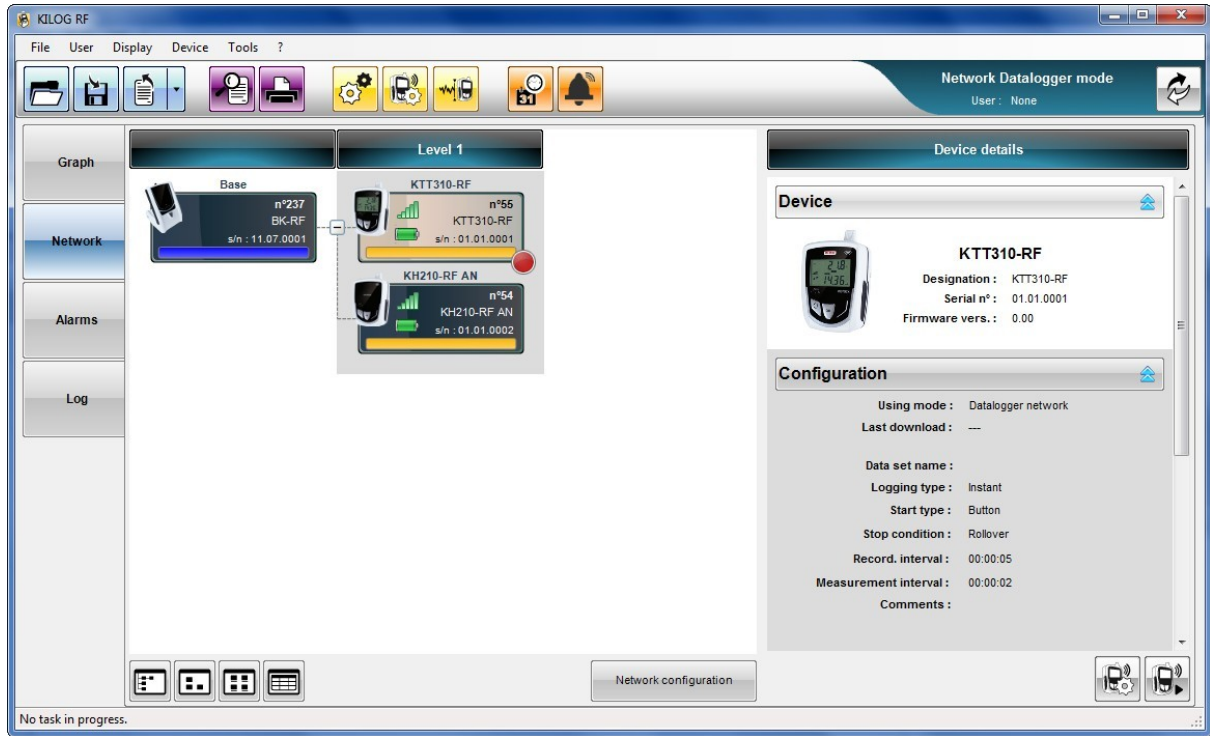 KILOG RF
File User Display Device Tools ?
Network Datalogger mode
User : None
31
Graph
Network
Alarms
Log
Level 1
Base
n°237
BK-RF
s/n : 11.07.0001
KTT310-RF
n°55
KTT310-RF
s/n : 01.01.0001
KH210-RF AN
n°54
KH210-RF AN
s/n : 01.01.0002
Device details
Device
KTT310-RF
Designation : KTT310-RF
Serial n° : 01.01.0001
Firmware vers. : 0.00
Configuration
Using mode : Datalogger network
Last download : ---
Data set name :
Logging type : Instant
Start type : Button
Stop condition : Rollover
Record. interval : 00:00:05
Measurement interval : 00:00:02
Comments :
Network configuration
No task in progress.